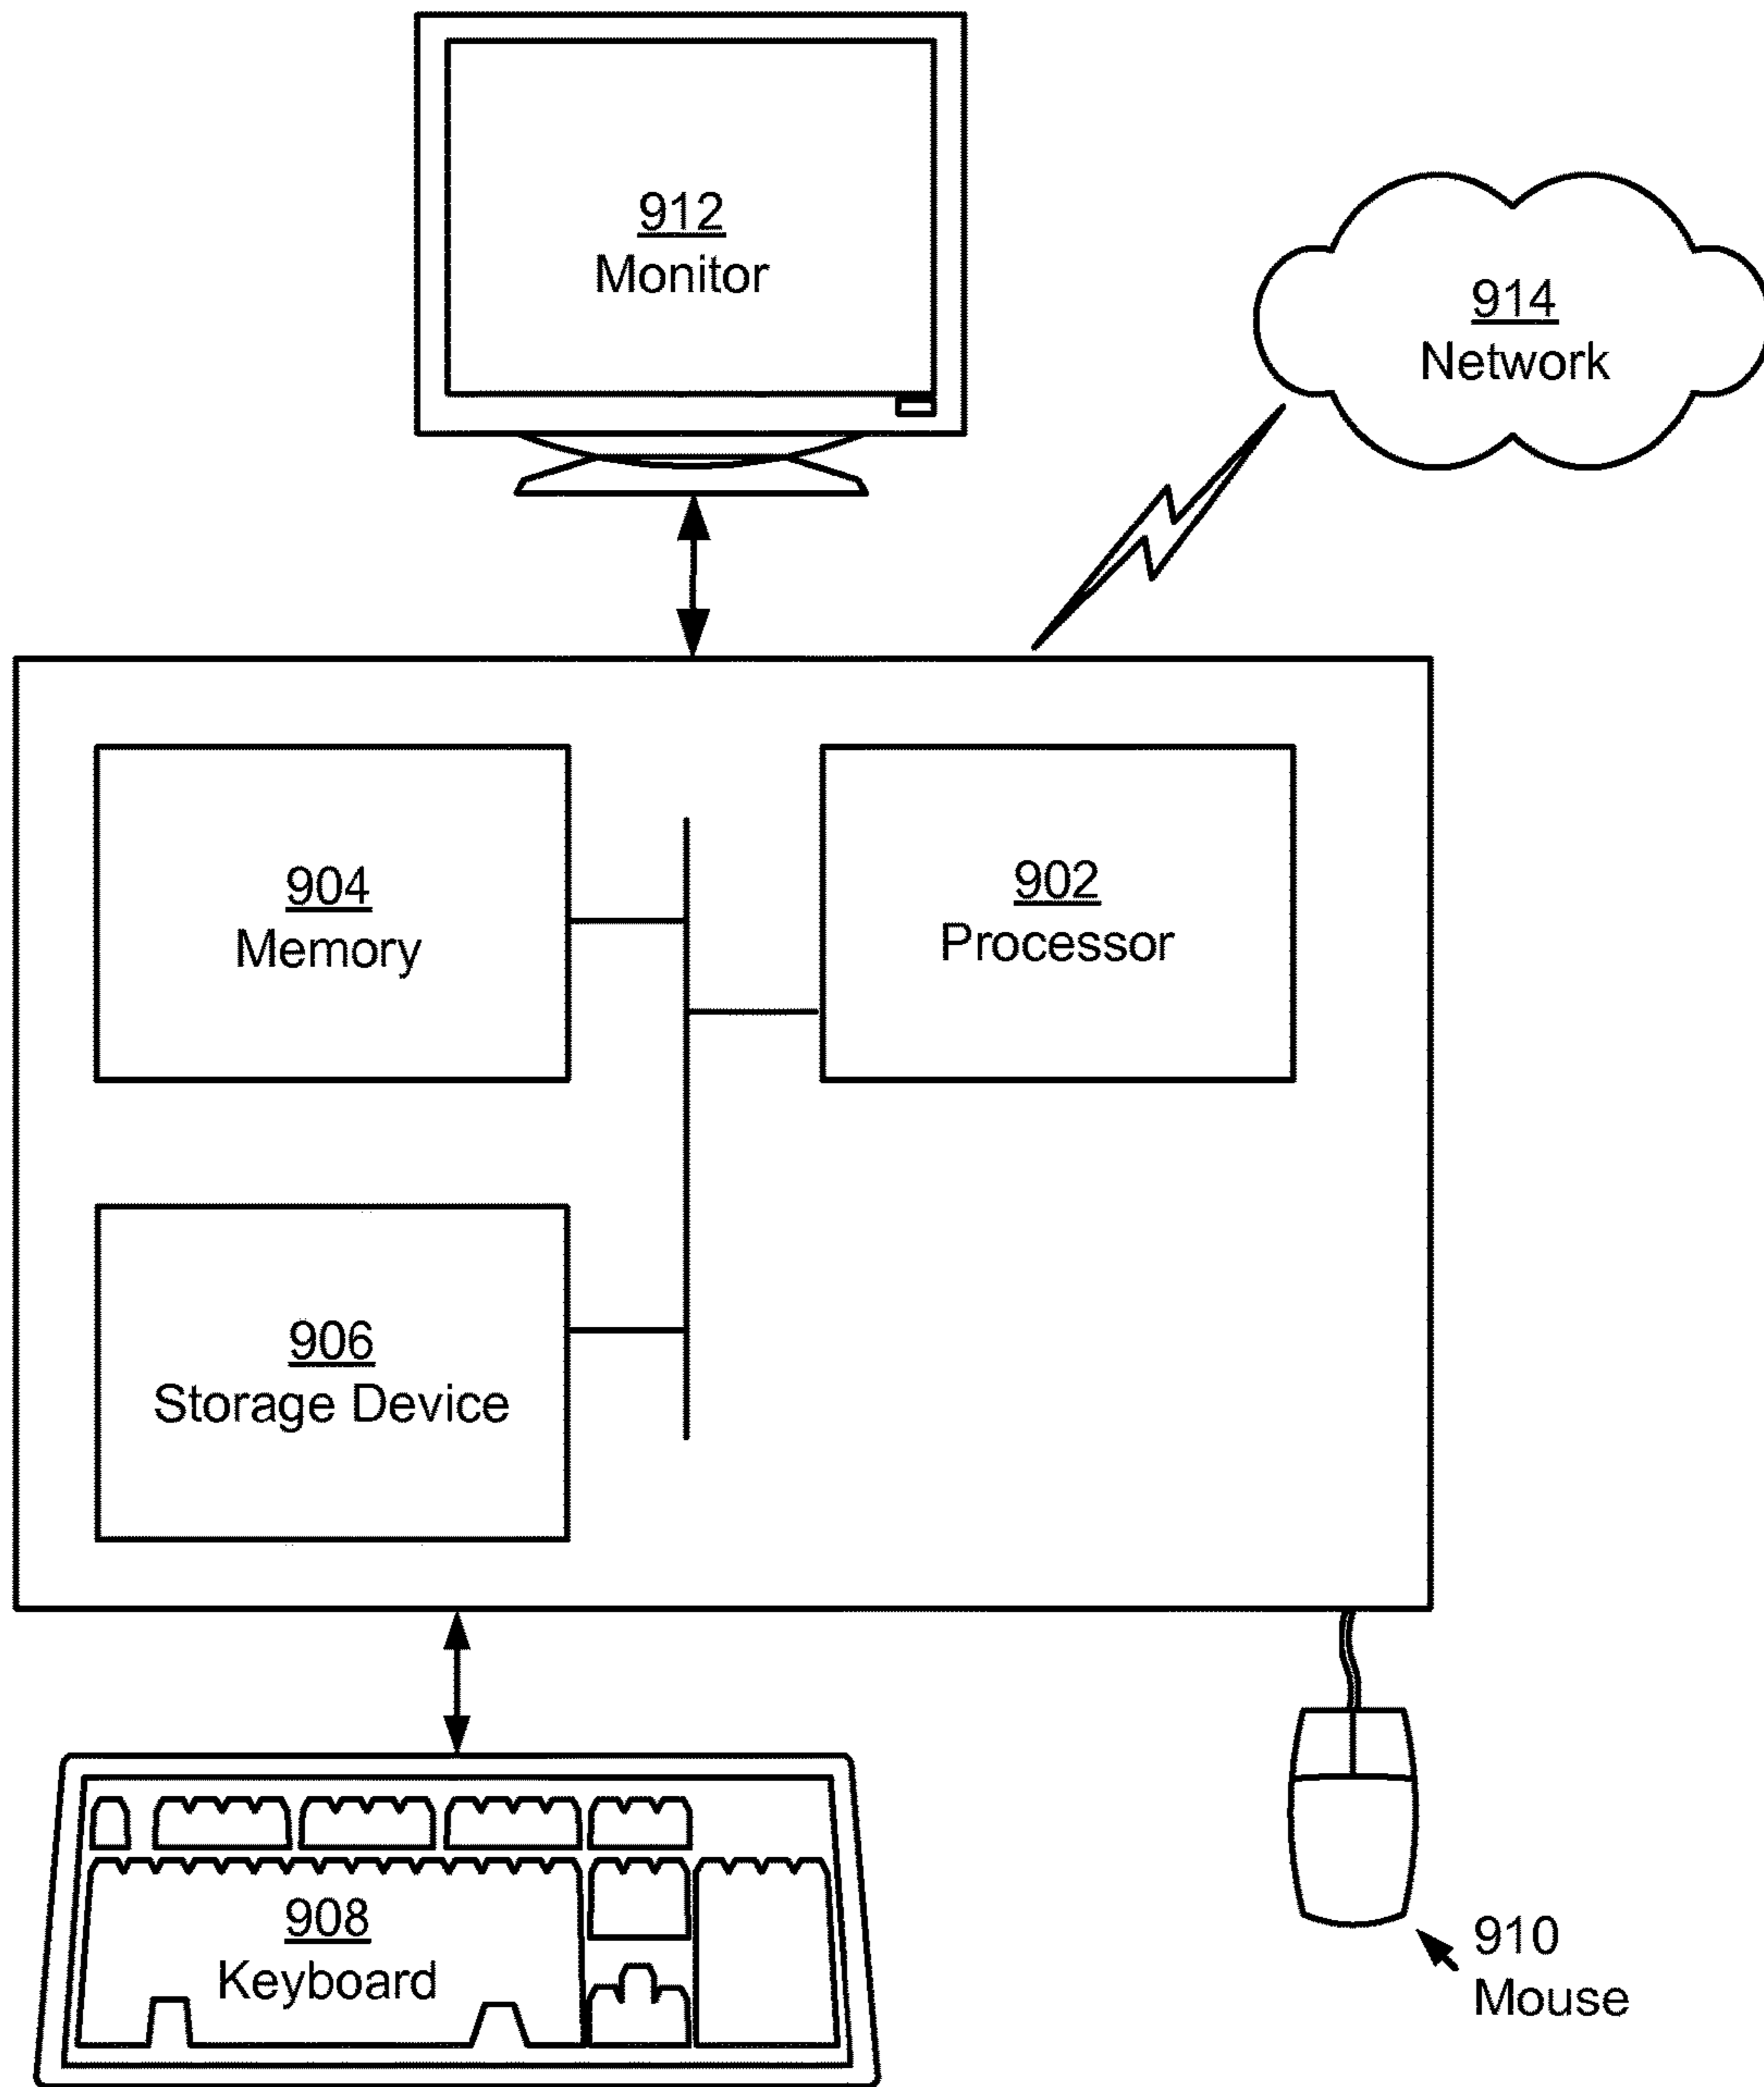 912
Monitor
914
Network
904
Memory
902
Processor
906
Storage Device
908
Keyboard
910
Mouse